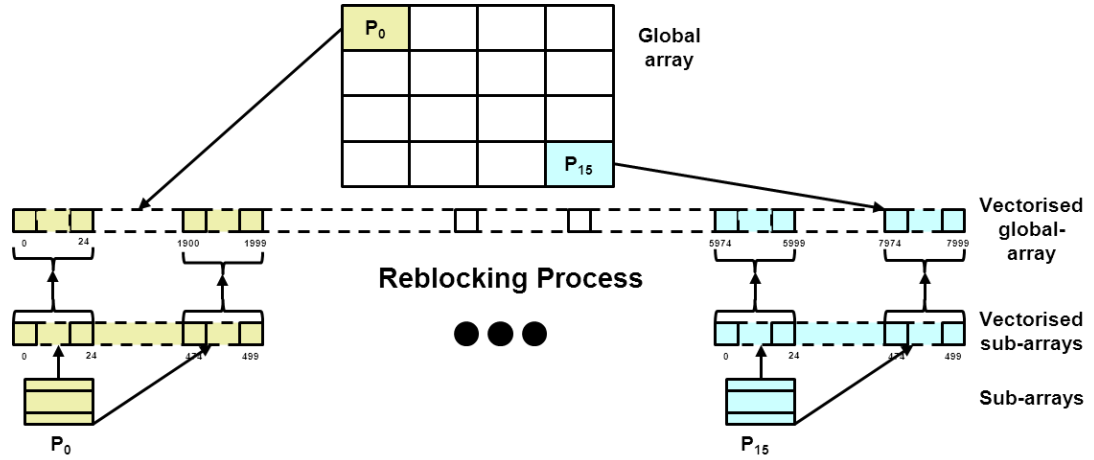 P0
Global
array
P15
Vectorised
global-
array
0 24 1900 1999 5974 5999 7974 7999
Reblocking Process
Vectorised
sub-arrays
0 24 474 499 0 24 474 499
Sub-arrays
P0 P15